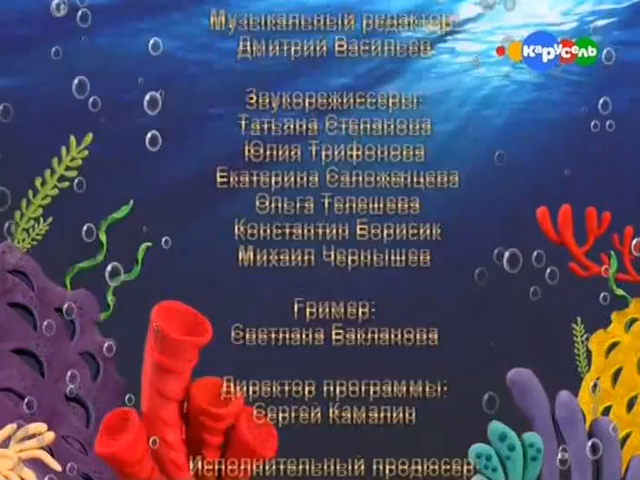 Музыкальный редактор:
Дмитрий Васильев
карусель
Звукорежиссеры:
Татьяна Степанова
Юлия Трифонова
Екатерина Саложенцева
Ольга Телешева
Константин Борисик
Михаил Чернышев
Гример:
Светлана Бакланова
Директор программы:
Сергей Камалин
Исполнительный продюсер